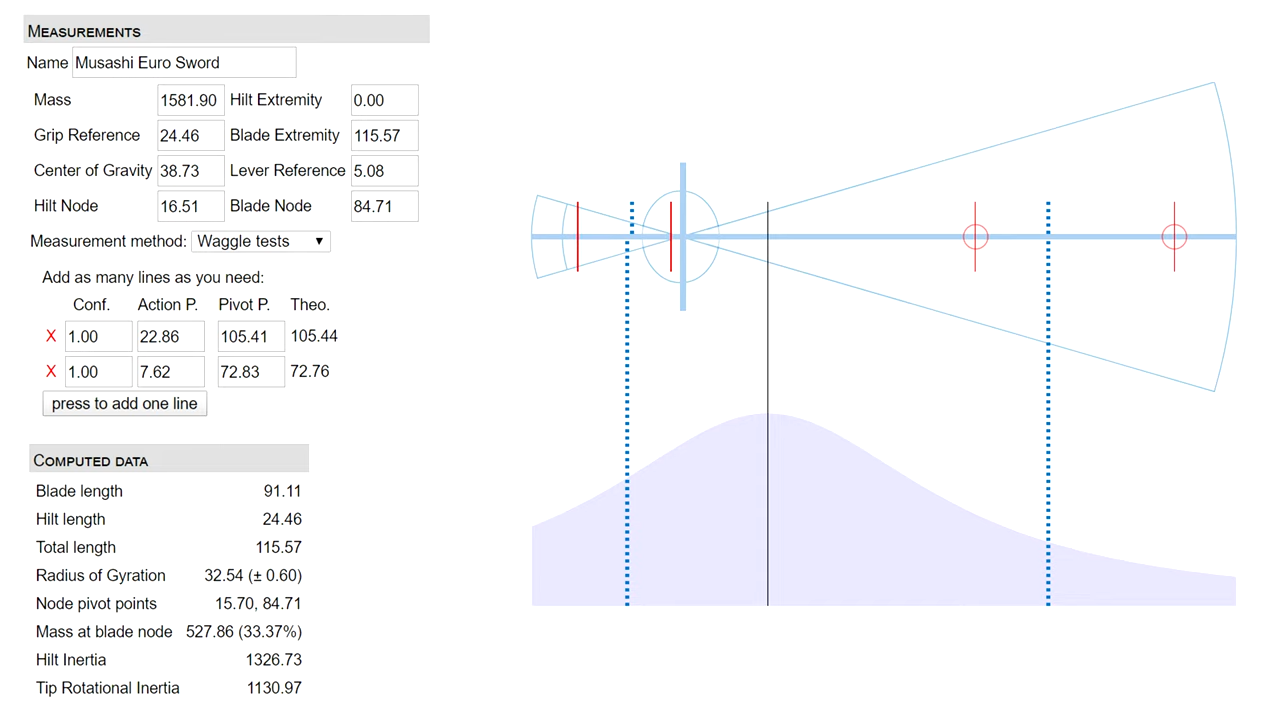 Measurements
Name Musashi Euro Sword
Mass 1581.90 Hilt Extremity 0.00
Grip Reference 24.46 Blade Extremity 115.57
Center of Gravity 38.73 Lever Reference 5.08
Hilt Node 16.51 Blade Node 84.71
Measurement method: Waggle tests
Add as many lines as you need:
Conf. Action P. Pivot P. Theo.
X 1.00 22.86 105.41 105.44
X 1.00 7.62 72.83 72.76
press to add one line
Computed data
Blade length 91.11
Hilt length 24.46
Total length 115.57
Radius of Gyration 32.54 (± 0.60)
Node pivot points 15.70, 84.71
Mass at blade node 527.86 (33.37%)
Hilt Inertia 1326.73
Tip Rotational Inertia 1130.97